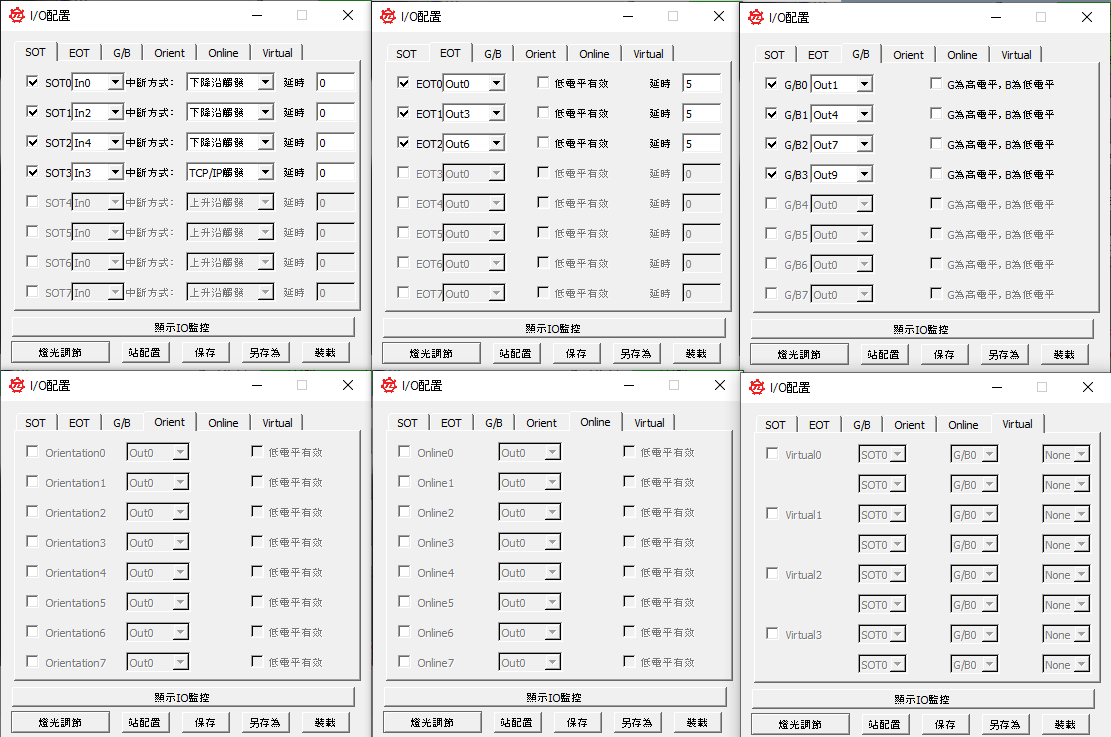 I/O配置
SOT EOT G/B Orient Online Virtual
SOT0 In0 中斷方式: 下降沿觸發 延時 0
SOT1 In2 中斷方式: 下降沿觸發 延時 0
SOT2 In4 中斷方式: 下降沿觸發 延時 0
SOT3 In3 中斷方式: TCP/IP觸發 延時 0
SOT4 In0 中斷方式: 上升沿觸發 延時 0
SOT5 In0 中斷方式: 上升沿觸發 延時 0
SOT6 In0 中斷方式: 上升沿觸發 延時 0
SOT7 In0 中斷方式: 上升沿觸發 延時 0
顯示IO監控
燈光調節 站配置 保存 另存為 裝載
I/O配置
SOT EOT G/B Orient Online Virtual
EOT0 Out0 低電平有效 延時 5
EOT1 Out3 低電平有效 延時 5
EOT2 Out6 低電平有效 延時 5
EOT3 Out0 低電平有效 延時 0
EOT4 Out0 低電平有效 延時 0
EOT5 Out0 低電平有效 延時 0
EOT6 Out0 低電平有效 延時 0
EOT7 Out0 低電平有效 延時 0
顯示IO監控
燈光調節 站配置 保存 另存為 裝載
I/O配置
SOT EOT G/B Orient Online Virtual
G/B0 Out1 G為高電平,B為低電平
G/B1 Out4 G為高電平,B為低電平
G/B2 Out7 G為高電平,B為低電平
G/B3 Out9 G為高電平,B為低電平
G/B4 Out0 G為高電平,B為低電平
G/B5 Out0 G為高電平,B為低電平
G/B6 Out0 G為高電平,B為低電平
G/B7 Out0 G為高電平,B為低電平
顯示IO監控
燈光調節 站配置 保存 另存為 裝載
I/O配置
SOT EOT G/B Orient Online Virtual
Orientation0 Out0 低電平有效
Orientation1 Out0 低電平有效
Orientation2 Out0 低電平有效
Orientation3 Out0 低電平有效
Orientation4 Out0 低電平有效
Orientation5 Out0 低電平有效
Orientation6 Out0 低電平有效
Orientation7 Out0 低電平有效
顯示IO監控
燈光調節 站配置 保存 另存為 裝載
I/O配置
SOT EOT G/B Orient Online Virtual
Online0 Out0 低電平有效
Online1 Out0 低電平有效
Online2 Out0 低電平有效
Online3 Out0 低電平有效
Online4 Out0 低電平有效
Online5 Out0 低電平有效
Online6 Out0 低電平有效
Online7 Out0 低電平有效
顯示IO監控
燈光調節 站配置 保存 另存為 裝載
I/O配置
SOT EOT G/B Orient Online Virtual
Virtual0 SOT0 G/B0 None
SOT0 G/B0 None
Virtual1 SOT0 G/B0 None
SOT0 G/B0 None
Virtual2 SOT0 G/B0 None
SOT0 G/B0 None
Virtual3 SOT0 G/B0 None
SOT0 G/B0 None
顯示IO監控
燈光調節 站配置 保存 另存為 裝載